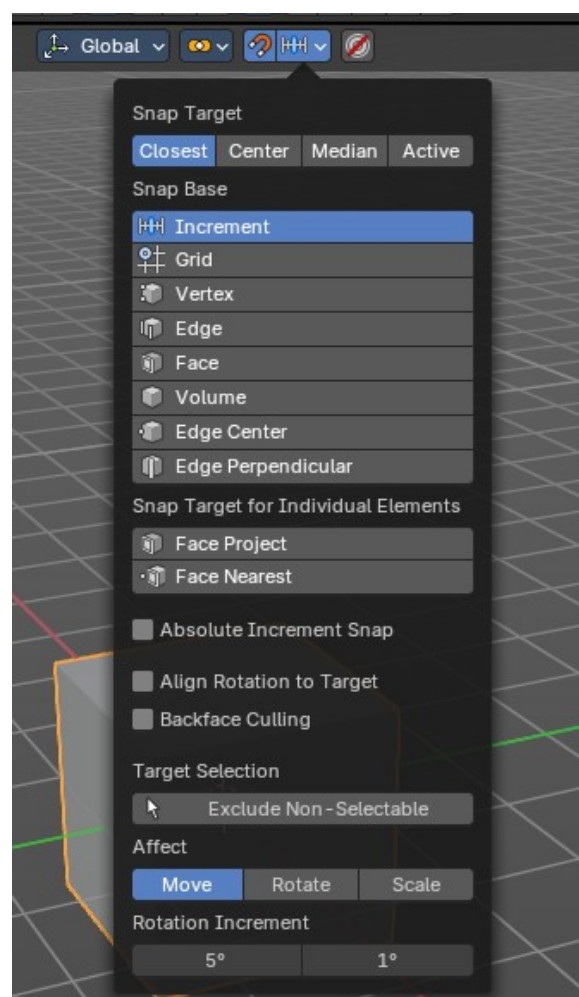 Global
Snap Target
Closest Center Median Active
Snap Base
Increment
Grid
Vertex
Edge
Face
Volume
Edge Center
Edge Perpendicular
Snap Target for Individual Elements
Face Project
Face Nearest
Absolute Increment Snap
Align Rotation to Target
Backface Culling
Target Selection
Exclude Non-Selectable
Affect
Move Rotate Scale
Rotation Increment
5° 1°